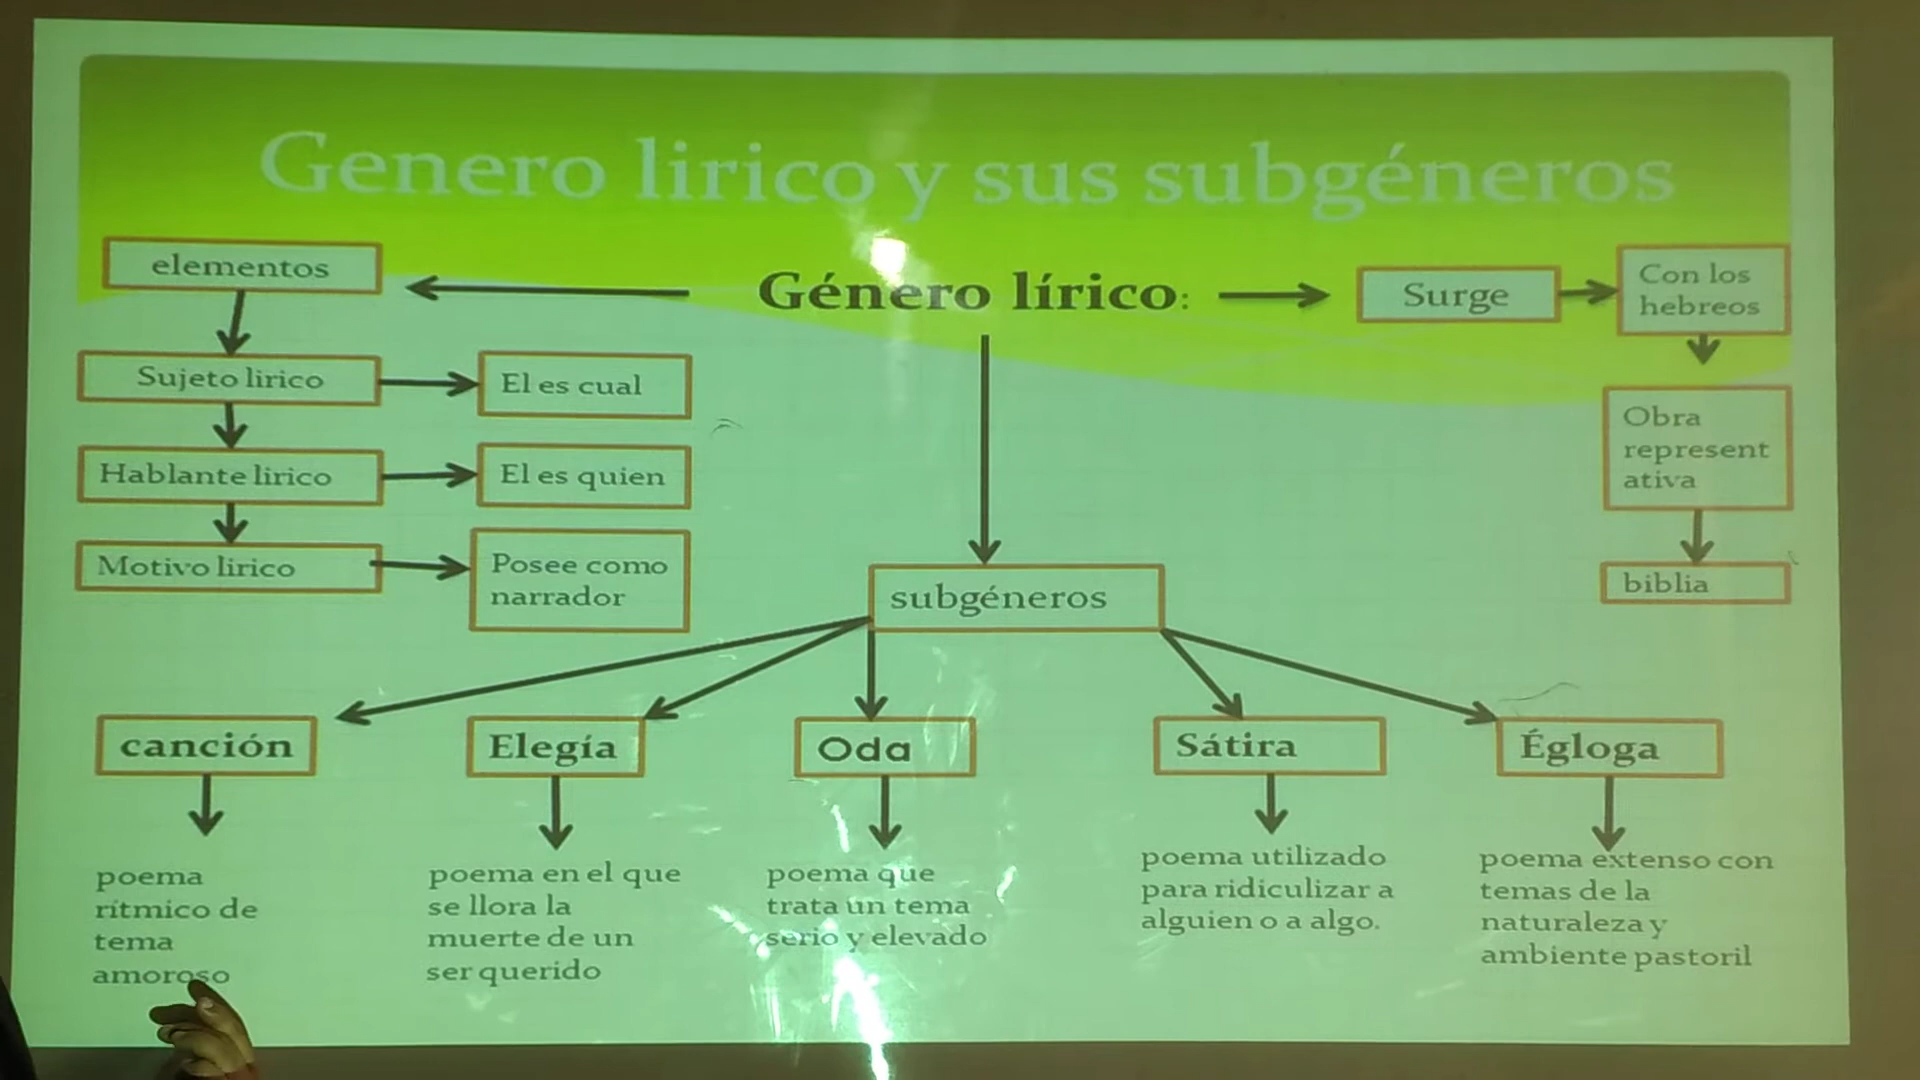 Genero lirico y sus subgéneros
elementos
Género lírico:
Surge
Con los
hebreos
Sujeto lirico
El es cual
Hablante lirico
El es quien
Motivo lirico
Posee como
narrador
Obra
represent
ativa
biblia
subgéneros
canción
Elegía
Oda
Sátira
Égloga
poema
rítmico de
tema
amoroso
poema en el que
se llora la
muerte de un
ser querido
poema que
trata un tema
serio y elevado
poema utilizado
para ridiculizar a
alguien o a algo.
poema extenso con
temas de la
naturaleza y
ambiente pastoril